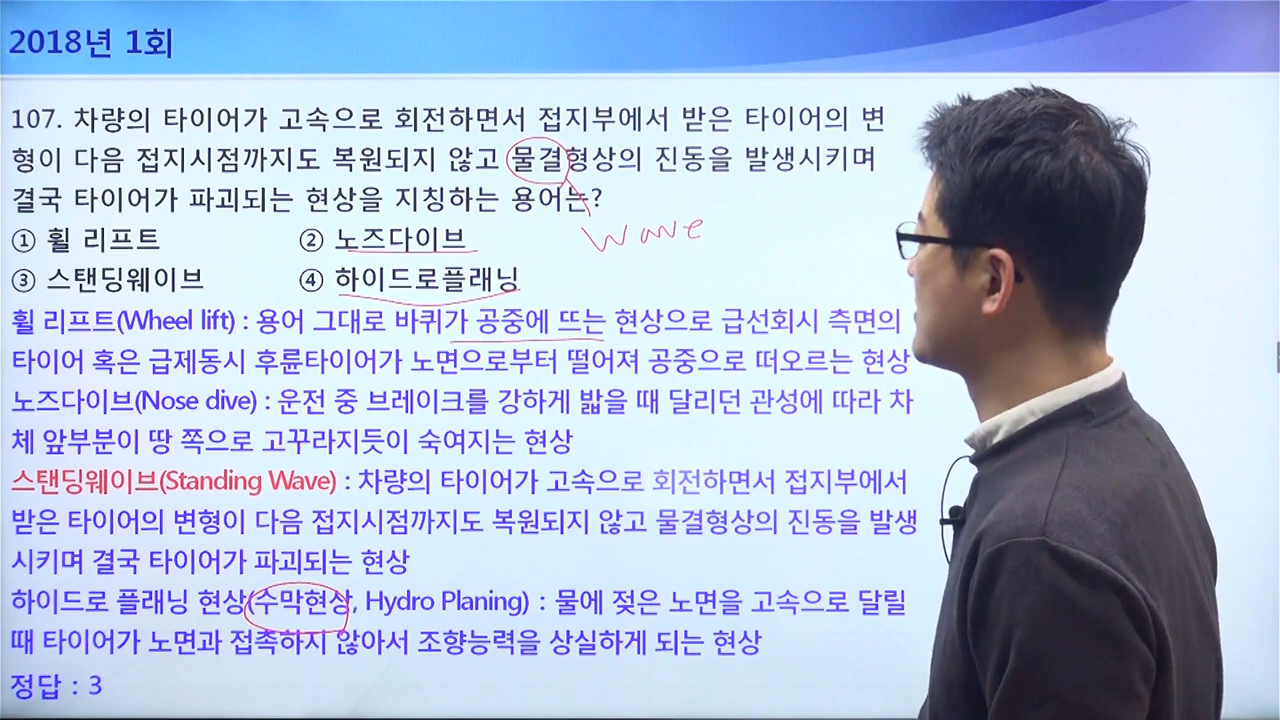 2018년 1회
107. 차량의 타이어가 고속으로 회전하면서 접지부에서 받은 타이어의 변
형이 다음 접지시점까지도 복원되지 않고 물결형상의 진동을 발생시키며
결국 타이어가 파괴되는 현상을 지칭하는 용어는?
wave
① 휠 리프트 ② 노즈다이브
③ 스탠딩웨이브 ④ 하이드로플래닝
휠 리프트(Wheel lift) : 용어 그대로 바퀴가 공중에 뜨는 현상으로 급선회시 측면의
타이어 혹은 급제동시 후륜타이어가 노면으로부터 떨어져 공중으로 떠오르는 현상
노즈다이브(Nose dive) : 운전 중 브레이크를 강하게 밟을 때 달리던 관성에 따라 차
체 앞부분이 땅 쪽으로 고꾸라지듯이 숙여지는 현상
스탠딩웨이브(Standing Wave) : 차량의 타이어가 고속으로 회전하면서 접지부에서
받은 타이어의 변형이 다음 접지시점까지도 복원되지 않고 물결형상의 진동을 발생
시키며 결국 타이어가 파괴되는 현상
하이드로 플래닝 현상(수막현상, Hydro Planing) : 물에 젖은 노면을 고속으로 달릴
때 타이어가 노면과 접촉하지 않아서 조향능력을 상실하게 되는 현상
정답 : 3